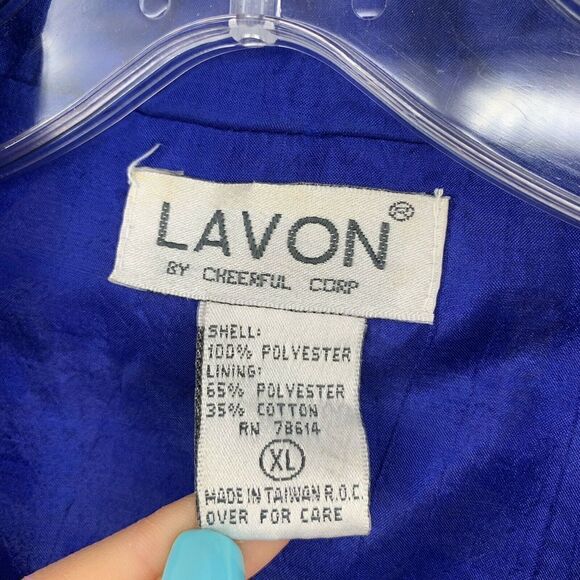 LAVON®
BY CHEERFUL CORP
SHELL:
100% POLYESTER
LINING:
65% POLYESTER
35% COTTON
RN 78614
XL
MADE IN TAIWAN R.O.C.
OVER FOR CARE